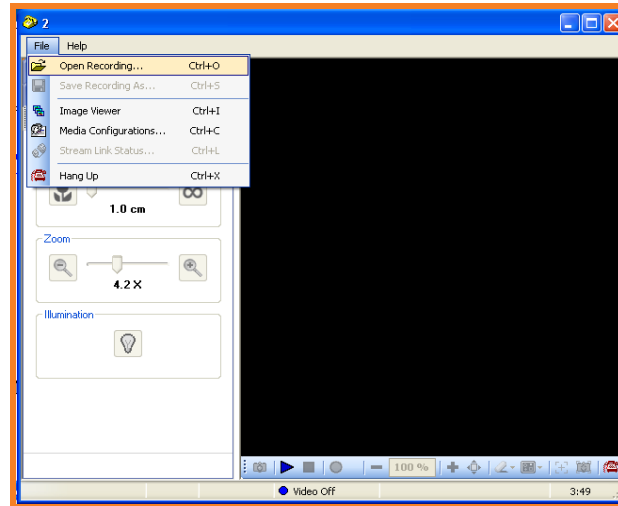 2
File Help
Open Recording... Ctrl+O
Save Recording As... Ctrl+S
Image Viewer Ctrl+I
Media Configurations... Ctrl+C
Stream Link Status... Ctrl+L
Hang Up Ctrl+X
1.0 cm
Zoom
4.2 X
Illumination
100 %
Video Off 3:49